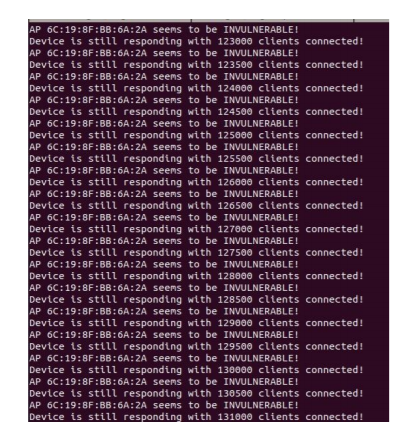 AP 6C:19:8F:BB:6A:2A seems to be INVULNERABLE!
Device is still responding with 123000 clients connected!
AP 6C:19:8F:BB:6A:2A seems to be INVULNERABLE!
Device is still responding with 123500 clients connected!
AP 6C:19:8F:BB:6A:2A seems to be INVULNERABLE!
Device is still responding with 124000 clients connected!
AP 6C:19:8F:BB:6A:2A seems to be INVULNERABLE!
Device is still responding with 124500 clients connected!
AP 6C:19:8F:BB:6A:2A seems to be INVULNERABLE!
Device is still responding with 125000 clients connected!
AP 6C:19:8F:BB:6A:2A seems to be INVULNERABLE!
Device is still responding with 125500 clients connected!
AP 6C:19:8F:BB:6A:2A seems to be INVULNERABLE!
Device is still responding with 126000 clients connected!
AP 6C:19:8F:BB:6A:2A seems to be INVULNERABLE!
Device is still responding with 126500 clients connected!
AP 6C:19:8F:BB:6A:2A seems to be INVULNERABLE!
Device is still responding with 127000 clients connected!
AP 6C:19:8F:BB:6A:2A seems to be INVULNERABLE!
Device is still responding with 127500 clients connected!
AP 6C:19:8F:BB:6A:2A seems to be INVULNERABLE!
Device is still responding with 128000 clients connected!
AP 6C:19:8F:BB:6A:2A seems to be INVULNERABLE!
Device is still responding with 128500 clients connected!
AP 6C:19:8F:BB:6A:2A seems to be INVULNERABLE!
Device is still responding with 129000 clients connected!
AP 6C:19:8F:BB:6A:2A seems to be INVULNERABLE!
Device is still responding with 129500 clients connected!
AP 6C:19:8F:BB:6A:2A seems to be INVULNERABLE!
Device is still responding with 130000 clients connected!
AP 6C:19:8F:BB:6A:2A seems to be INVULNERABLE!
Device is still responding with 130500 clients connected!
AP 6C:19:8F:BB:6A:2A seems to be INVULNERABLE!
Device is still responding with 131000 clients connected!